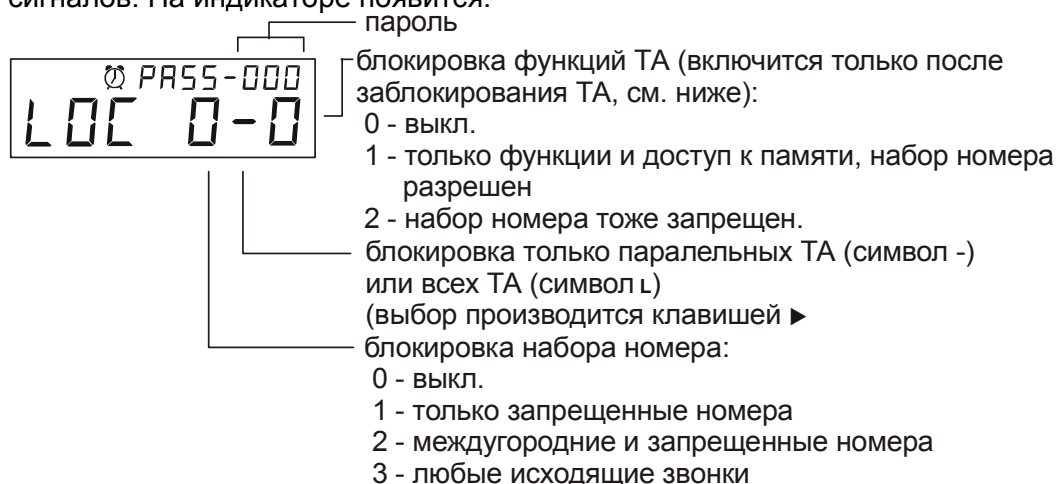 сигналов. На индикаторе появится:
пароль
PASS-000
LOC 0-0
блокировка функций ТА (включится только после
заблокирования ТА, см. ниже):
0 - выкл.
1 - только функции и доступ к памяти, набор номера
разрешен
2 - набор номера тоже запрещен.
блокировка только паралельных ТА (символ -)
или всех ТА (символ L)
(выбор производится клавишей ►
блокировка набора номера:
0 - выкл.
1 - только запрещенные номера
2 - междугородние и запрещенные номера
3 - любые исходящие звонки